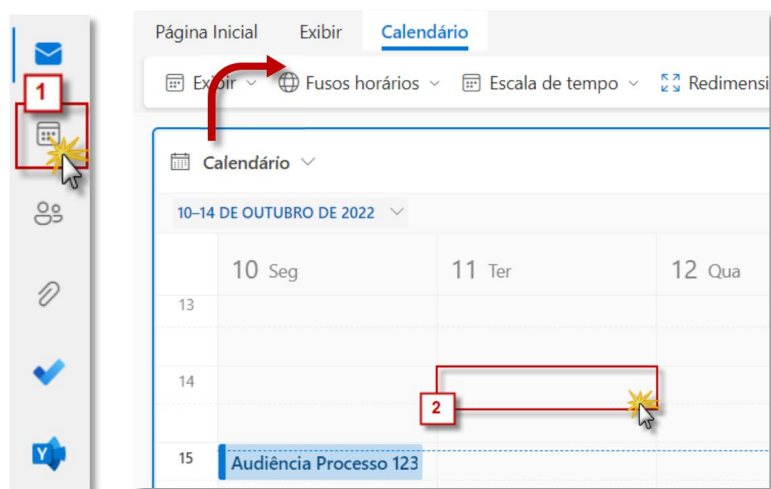 Página Inicial Exibir Calendário
1
Exibir Fusos horários Escala de tempo Redimensi
Calendário
10–14 DE OUTUBRO DE 2022
10 Seg 11 Ter 12 Qua
13
14
2
15 Audiência Processo 123